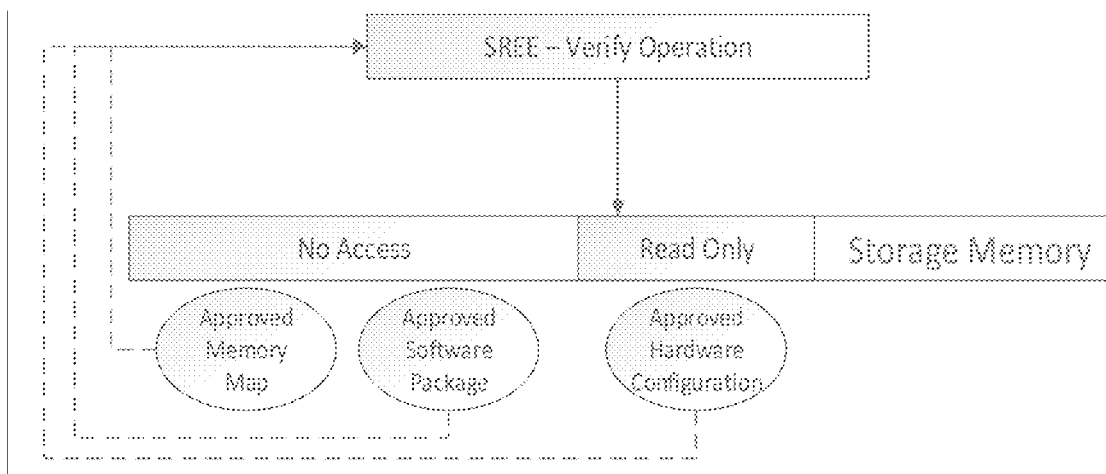 SREE – Verify Operation
No Access
Read Only
Storage Memory
Approved
Memory
Map
Approved
Software
Package
Approved
Hardware
Configuration